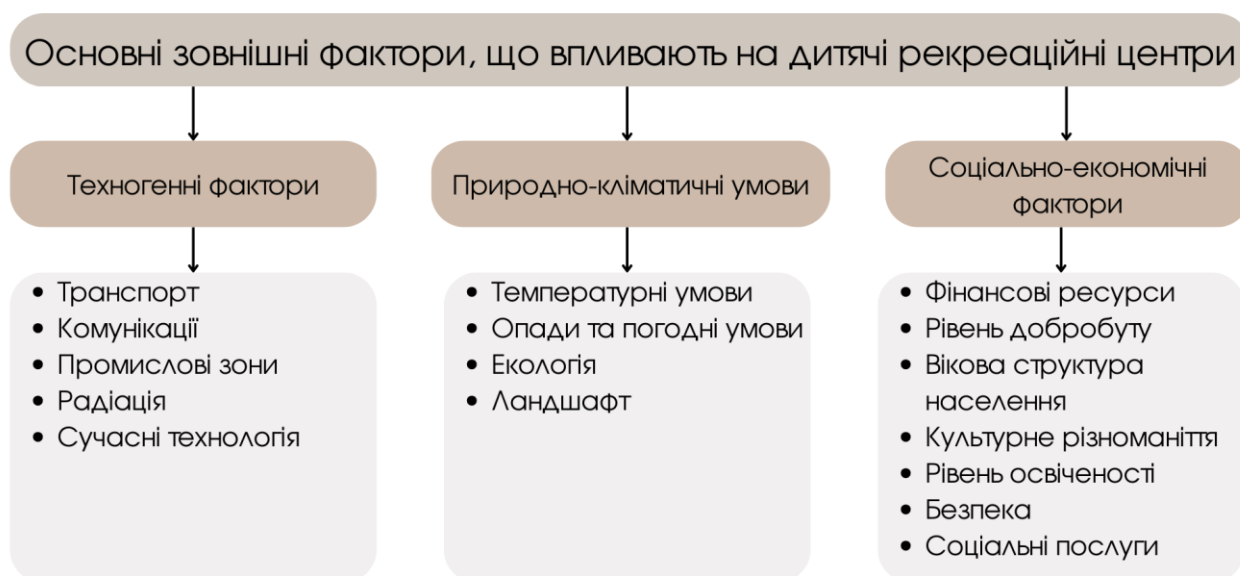 Основні зовнішні фактори, що впливають на дитячі рекреаційні центри
Техногенні фактори
• Транспорт
• Комунікації
• Промислові зони
• Радіація
• Сучасні технологія
Природно-кліматичні умови
• Температурні умови
• Опади та погодні умови
• Екологія
• Ландшафт
Соціально-економічні
фактори
• Фінансові ресурси
• Рівень добробуту
• Вікова структура
населення
• Культурне різноманіття
• Рівень освіченості
• Безпека
• Соціальні послуги